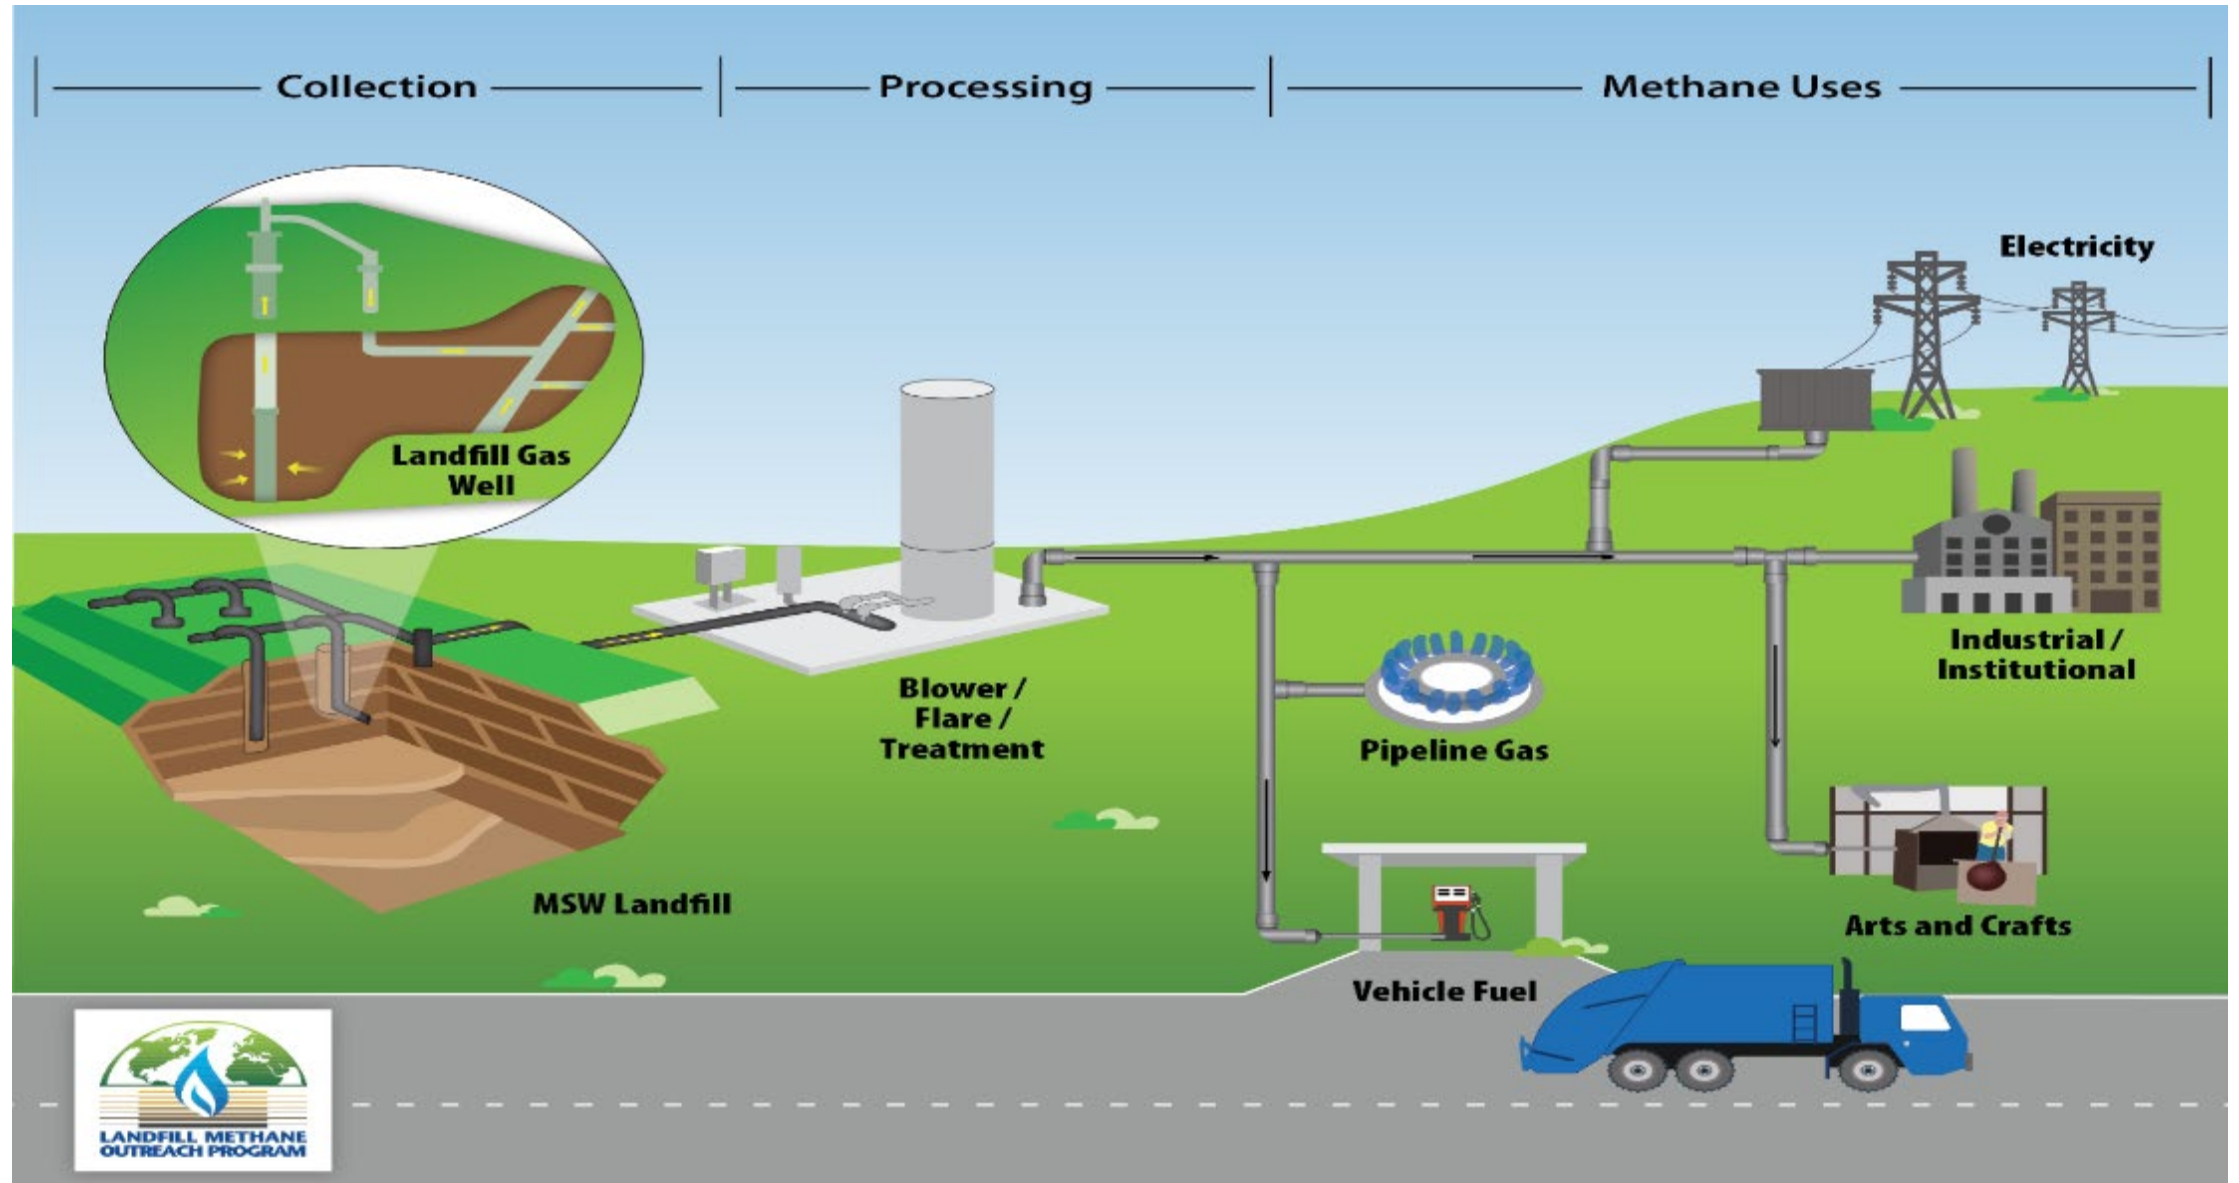 Collection
Processing
Methane Uses
Electricity
Landfill Gas
Well
Industrial /
Institutional
Blower /
Flare /
Treatment
Pipeline Gas
MSW Landfill
Arts and Crafts
Vehicle Fuel
LANDFILL METHANE
OUTREACH PROGRAM